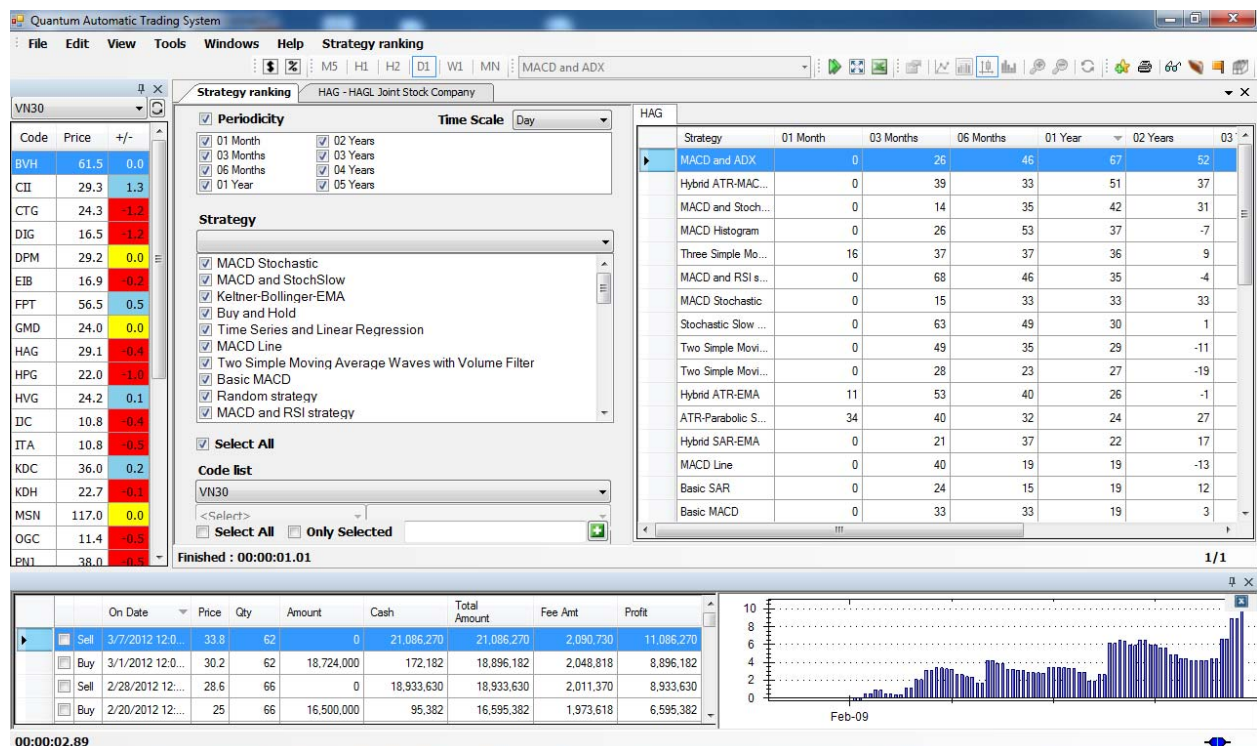 Quantum Automatic Trading System
File Edit View Tools Windows Help Strategy ranking
$ % M5 H1 H2 D1 W1 MN MACD and ADX
Strategy ranking HAG - HAGL Joint Stock Company
VN30
Code Price +/-
BVH 61.5 0.0
CII 29.3 1.3
CTG 24.3 -1.2
DIG 16.5 -1.2
DPM 29.2 0.0
EIB 16.9 -0.2
FPT 56.5 0.5
GMD 24.0 0.0
HAG 29.1 -0.4
HPG 22.0 -1.0
HVG 24.2 0.1
IJC 10.8 -0.4
ITA 10.8 -0.5
KDC 36.0 0.2
KDH 22.7 -0.1
MSN 117.0 0.0
OGC 11.4 -0.5
PNJ 38.0 -0.5
Periodicity Time Scale Day
01 Month 02 Years
03 Months 03 Years
06 Months 04 Years
01 Year 05 Years
Strategy
MACD Stochastic
MACD and StochSlow
Keltner-Bollinger-EMA
Buy and Hold
Time Series and Linear Regression
MACD Line
Two Simple Moving Average Waves with Volume Filter
Basic MACD
Random strategy
MACD and RSI strategy
Select All
Code list
VN30
<Select>
Select All Only Selected
Finished : 00:00:01.01
HAG
Strategy 01 Month 03 Months 06 Months 01 Year 02 Years 03
MACD and ADX 0 26 46 67 52
Hybrid ATR-MAC... 0 39 33 51 37
MACD and Stoch... 0 14 35 42 31
MACD Histogram 0 26 53 37 -7
Three Simple Mo... 16 37 37 36 9
MACD and RSI s... 0 68 46 35 -4
MACD Stochastic 0 15 33 33 33
Stochastic Slow ... 0 63 49 30 1
Two Simple Movi... 0 49 35 29 -11
Two Simple Movi... 0 28 23 27 -19
Hybrid ATR-EMA 11 53 40 26 -1
ATR-Parabolic S... 34 40 32 24 27
Hybrid SAR-EMA 0 21 37 22 17
MACD Line 0 40 19 19 -13
Basic SAR 0 24 15 19 12
Basic MACD 0 33 33 19 3
1/1
On Date Price Qty Amount Cash Total Amount Fee Amt Profit
Sell 3/7/2012 12:0... 33.8 62 0 21,086,270 21,086,270 2,090,730 11,086,270
Buy 3/1/2012 12:0... 30.2 62 18,724,000 172,182 18,896,182 2,048,818 8,896,182
Sell 2/28/2012 12:... 28.6 66 0 18,933,630 18,933,630 2,011,370 8,933,630
Buy 2/20/2012 12:... 25 66 16,500,000 95,382 16,595,382 1,973,618 6,595,382
10
8
6
4
2
0
Feb-09
00:00:02.89